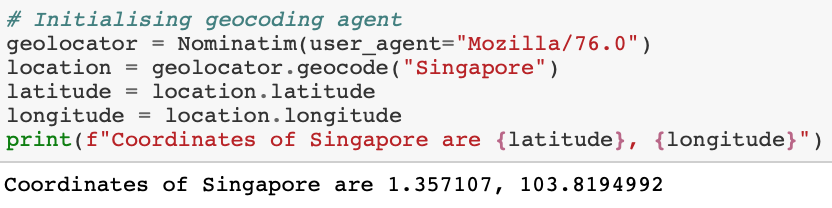 # Initialising geocoding agent
geolocator = Nominatim(user_agent="Mozilla/76.0")
location = geolocator.geocode("Singapore")
latitude = location.latitude
longitude = location.longitude
print(f"Coordinates of Singapore are {latitude}, {longitude}")
Coordinates of Singapore are 1.357107, 103.8194992